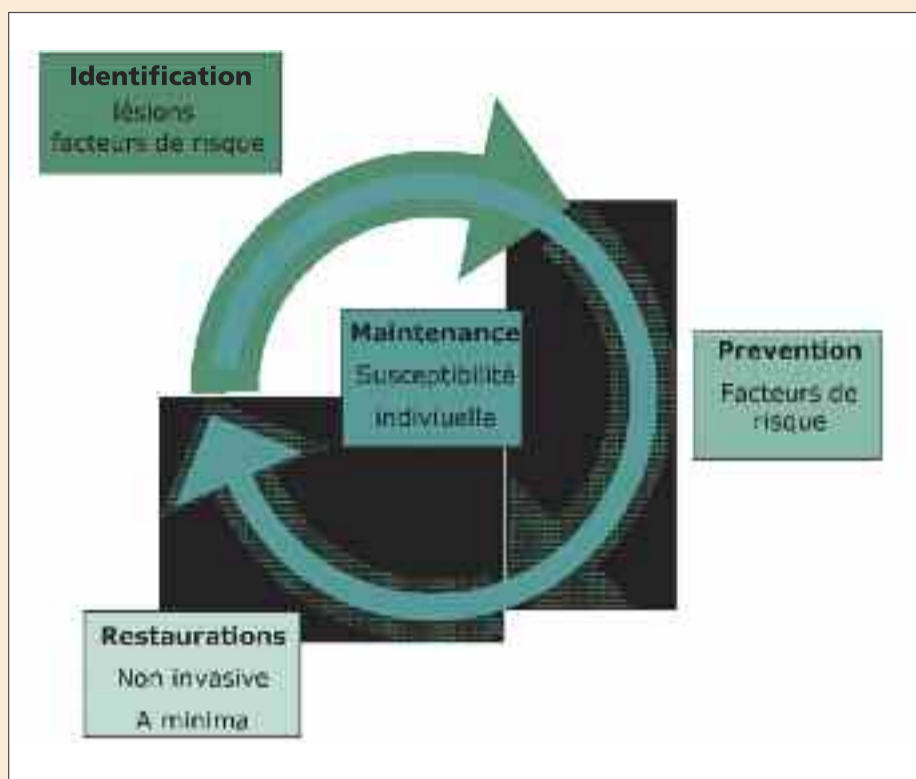 Identification
lésions
facteurs de risque
Maintenance
Susceptibilité
indiviuelle
Prevention
Facteurs de
risque
Restaurations
Non invasive
A minima